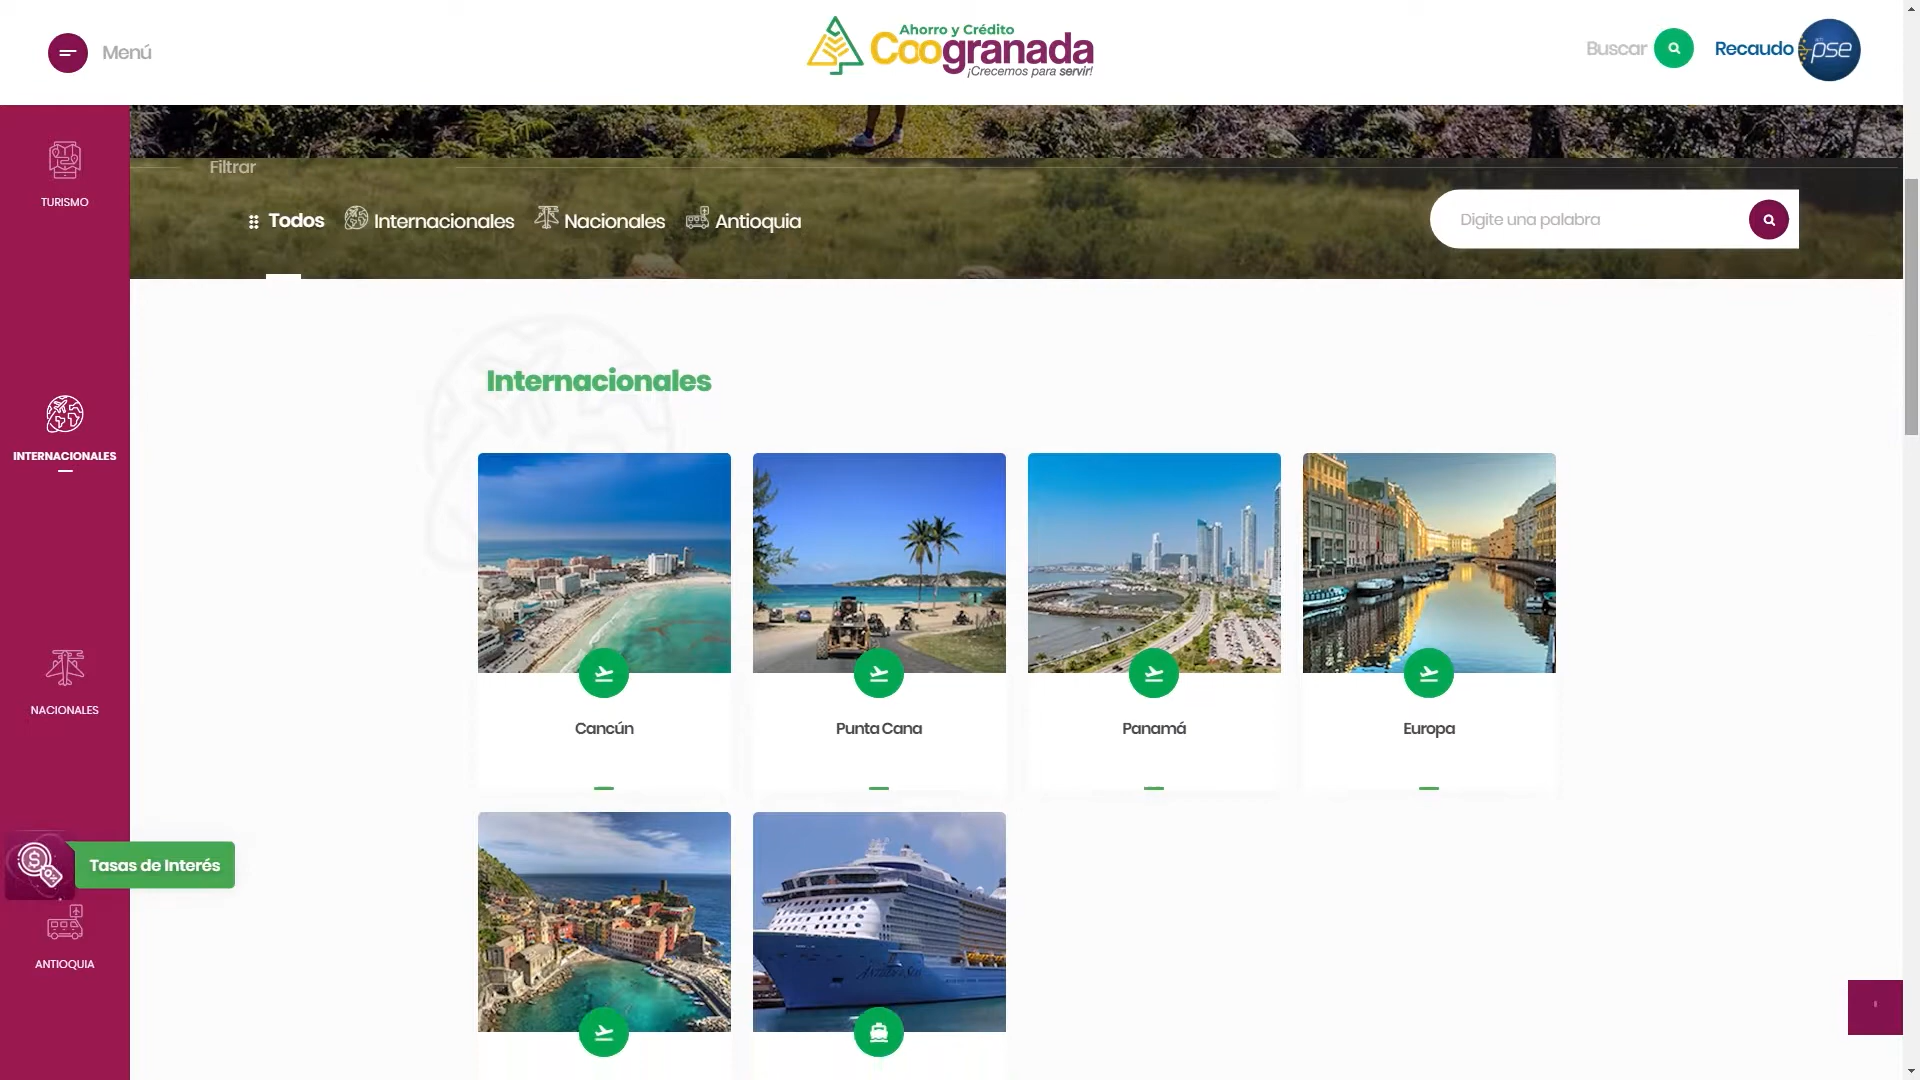 Menú
Ahorro y Crédito
Coogranada
¡Crecemos para servir!
Buscar
Recaudo
pse
TURISMO
Filtrar
Todos
Internacionales
Nacionales
Antioquia
Digite una palabra
Internacionales
INTERNACIONALES
Cancún
Punta Cana
Panamá
Europa
NACIONALES
Tasas de Interés
ANTIOQUIA